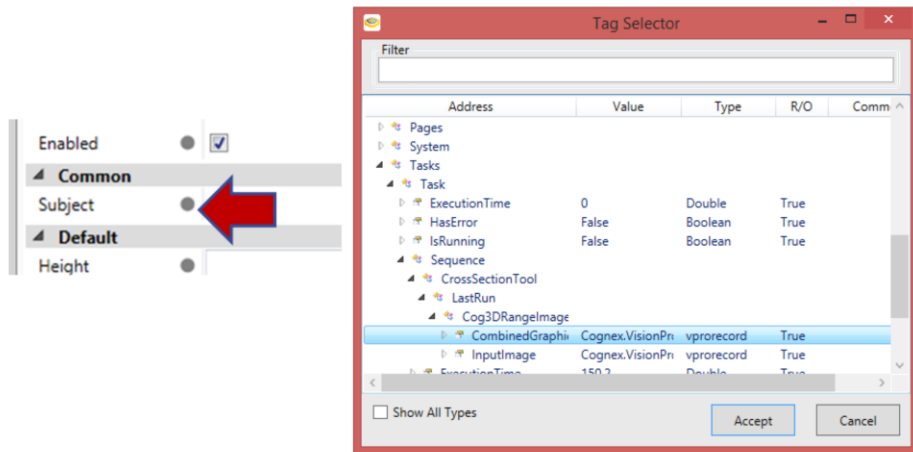 Enabled
Common
Subject
Default
Height
Tag Selector
Filter
Address Value Type R/O Comm
Pages
System
Tasks
Task
ExecutionTime 0 Double True
HasError False Boolean True
IsRunning False Boolean True
Sequence
CrossSectionTool
LastRun
Cog3DRangeImage
CombinedGraphi Cognex.VisionPr vprorecord True
InputImage Cognex.VisionPr vprorecord True
ExecutionTime 150.2 Double True
Show All Types
Accept Cancel